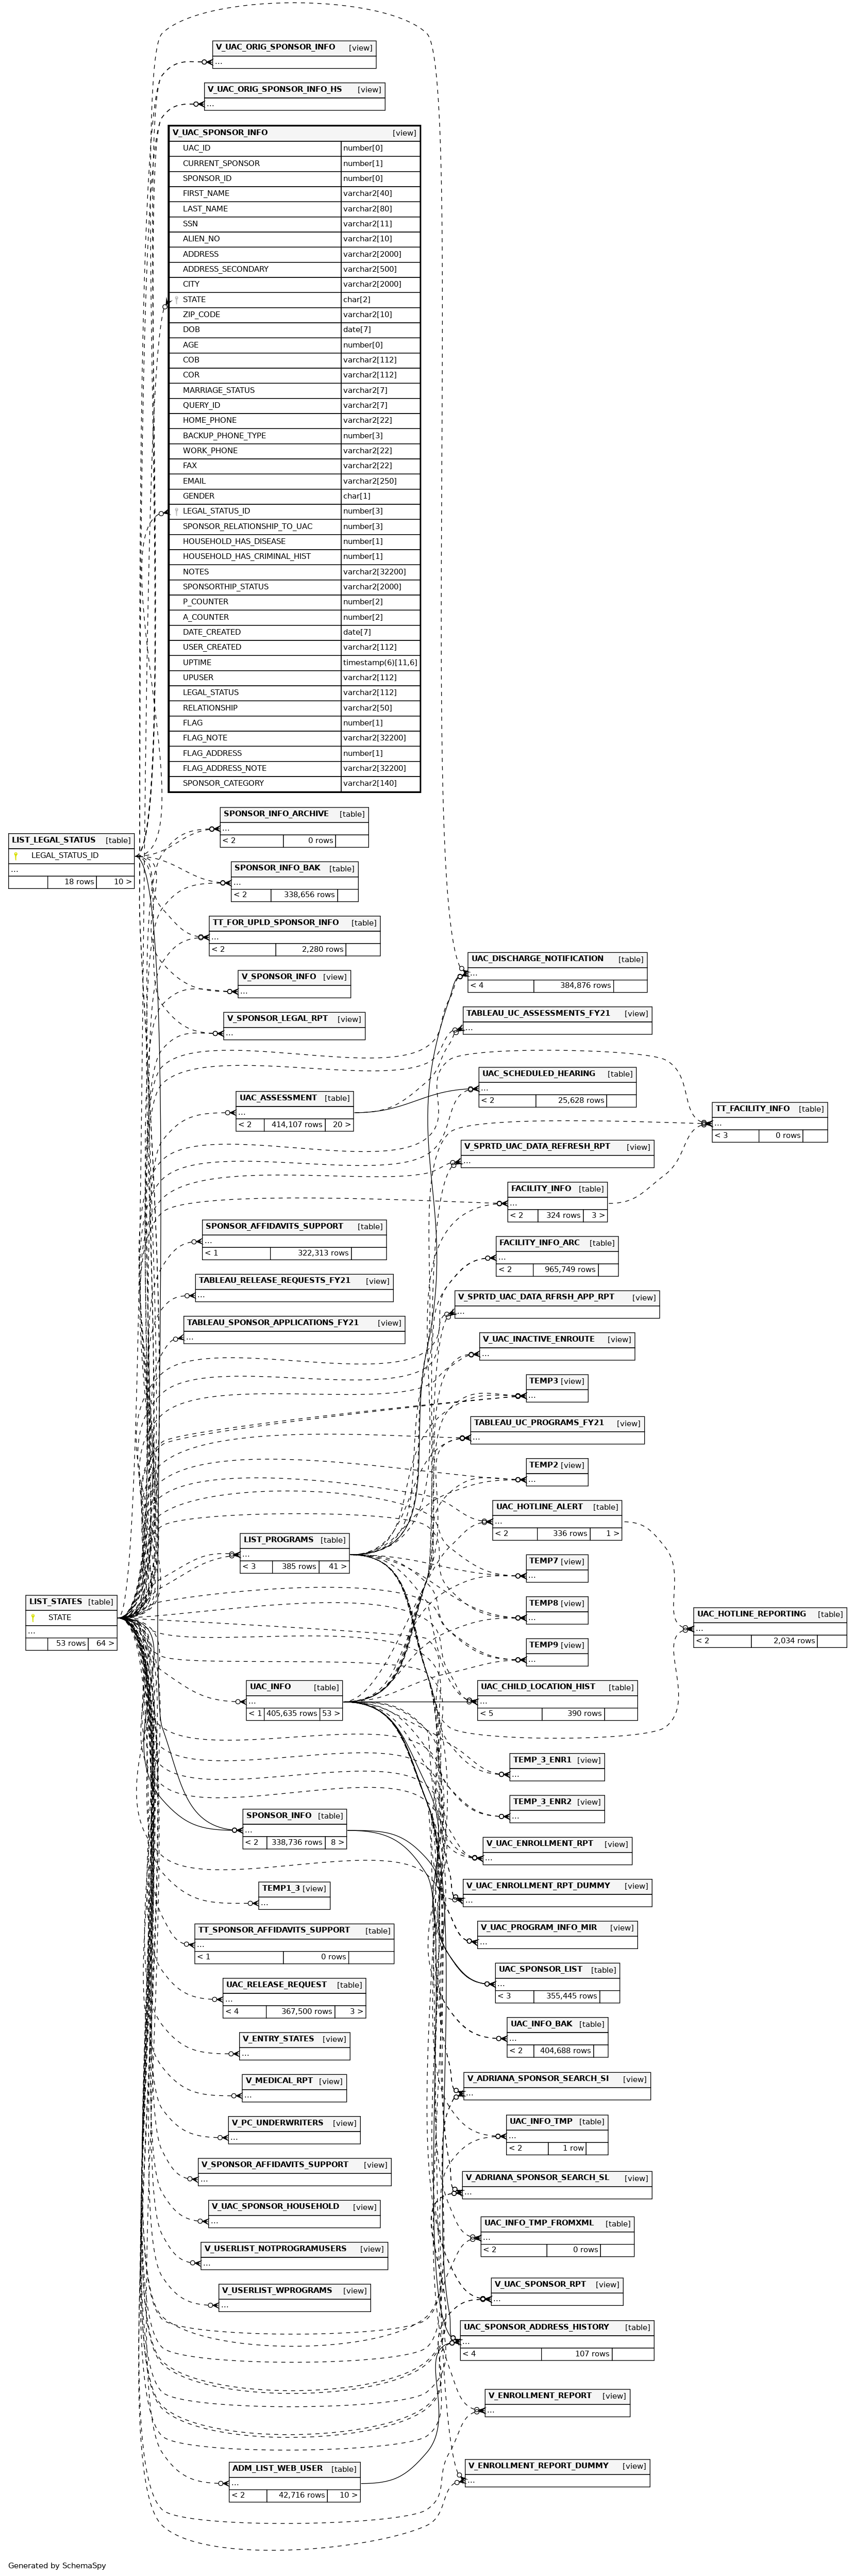 V_UAC_ORIG_SPONSOR_INFO [view]
...
V_UAC_ORIG_SPONSOR_INFO_HS [view]
...
V_UAC_SPONSOR_INFO [view]
UAC_ID number[0]
CURRENT_SPONSOR number[1]
SPONSOR_ID number[0]
FIRST_NAME varchar2[40]
LAST_NAME varchar2[80]
SSN varchar2[11]
ALIEN_NO varchar2[10]
ADDRESS varchar2[2000]
ADDRESS_SECONDARY varchar2[500]
CITY varchar2[2000]
STATE char[2]
ZIP_CODE varchar2[10]
DOB date[7]
AGE number[0]
COB varchar2[112]
COR varchar2[112]
MARRIAGE_STATUS varchar2[7]
QUERY_ID varchar2[7]
HOME_PHONE varchar2[22]
BACKUP_PHONE_TYPE number[3]
WORK_PHONE varchar2[22]
FAX varchar2[22]
EMAIL varchar2[250]
GENDER char[1]
LEGAL_STATUS_ID number[3]
SPONSOR_RELATIONSHIP_TO_UAC number[3]
HOUSEHOLD_HAS_DISEASE number[1]
HOUSEHOLD_HAS_CRIMINAL_HIST number[1]
NOTES varchar2[32200]
SPONSORTHIP_STATUS varchar2[2000]
P_COUNTER number[2]
A_COUNTER number[2]
DATE_CREATED date[7]
USER_CREATED varchar2[112]
UPTIME timestamp(6)[11,6]
UPUSER varchar2[112]
LEGAL_STATUS varchar2[112]
RELATIONSHIP varchar2[50]
FLAG number[1]
FLAG_NOTE varchar2[32200]
FLAG_ADDRESS number[1]
FLAG_ADDRESS_NOTE varchar2[32200]
SPONSOR_CATEGORY varchar2[140]
LIST_LEGAL_STATUS [table]
LEGAL_STATUS_ID
...
18 rows 10 >
SPONSOR_INFO_ARCHIVE [table]
...
< 2 0 rows
SPONSOR_INFO_BAK [table]
...
< 2 338,656 rows
TT_FOR_UPLD_SPONSOR_INFO [table]
...
< 2 2,280 rows
V_SPONSOR_INFO [view]
...
V_SPONSOR_LEGAL_RPT [view]
...
UAC_ASSESSMENT [table]
...
< 2 414,107 rows 20 >
SPONSOR_AFFIDAVITS_SUPPORT [table]
...
< 1 322,313 rows
TABLEAU_RELEASE_REQUESTS_FY21 [view]
...
TABLEAU_SPONSOR_APPLICATIONS_FY21 [view]
...
LIST_PROGRAMS [table]
...
< 3 385 rows 41 >
LIST_STATES [table]
STATE
...
53 rows 64 >
UAC_INFO [table]
...
< 1 405,635 rows 53 >
SPONSOR_INFO [table]
...
< 2 338,736 rows 8 >
TEMP1_3 [view]
...
TT_SPONSOR_AFFIDAVITS_SUPPORT [table]
...
< 1 0 rows
UAC_RELEASE_REQUEST [table]
...
< 4 367,500 rows 3 >
V_ENTRY_STATES [view]
...
V_MEDICAL_RPT [view]
...
V_PC_UNDERWRITERS [view]
...
V_SPONSOR_AFFIDAVITS_SUPPORT [view]
...
V_UAC_SPONSOR_HOUSEHOLD [view]
...
V_USERLIST_NOTPROGRAMUSERS [view]
...
V_USERLIST_WPROGRAMS [view]
...
ADM_LIST_WEB_USER [table]
...
< 2 42,716 rows 10 >
UAC_DISCHARGE_NOTIFICATION [table]
...
< 4 384,876 rows
TABLEAU_UC_ASSESSMENTS_FY21 [view]
...
UAC_SCHEDULED_HEARING [table]
...
< 2 25,628 rows
V_SPRTD_UAC_DATA_REFRESH_RPT [view]
...
FACILITY_INFO [table]
...
< 2 324 rows 3 >
FACILITY_INFO_ARC [table]
...
< 2 965,749 rows
V_SPRTD_UAC_DATA_RFRSH_APP_RPT [view]
...
V_UAC_INACTIVE_ENROUTE [view]
...
TEMP3 [view]
...
TABLEAU_UC_PROGRAMS_FY21 [view]
...
TEMP2 [view]
...
UAC_HOTLINE_ALERT [table]
...
< 2 336 rows 1 >
TEMP7 [view]
...
TEMP8 [view]
...
TEMP9 [view]
...
UAC_CHILD_LOCATION_HIST [table]
...
< 5 390 rows
TEMP_3_ENR1 [view]
...
TEMP_3_ENR2 [view]
...
V_UAC_ENROLLMENT_RPT [view]
...
V_UAC_ENROLLMENT_RPT_DUMMY [view]
...
V_UAC_PROGRAM_INFO_MIR [view]
...
UAC_SPONSOR_LIST [table]
...
< 3 355,445 rows
UAC_INFO_BAK [table]
...
< 2 404,688 rows
V_ADRIANA_SPONSOR_SEARCH_SI [view]
...
UAC_INFO_TMP [table]
...
< 2 1 row
V_ADRIANA_SPONSOR_SEARCH_SL [view]
...
UAC_INFO_TMP_FROMXML [table]
...
< 2 0 rows
V_UAC_SPONSOR_RPT [view]
...
UAC_SPONSOR_ADDRESS_HISTORY [table]
...
< 4 107 rows
V_ENROLLMENT_REPORT [view]
...
V_ENROLLMENT_REPORT_DUMMY [view]
...
TT_FACILITY_INFO [table]
...
< 3 0 rows
UAC_HOTLINE_REPORTING [table]
...
< 2 2,034 rows
Generated by SchemaSpy